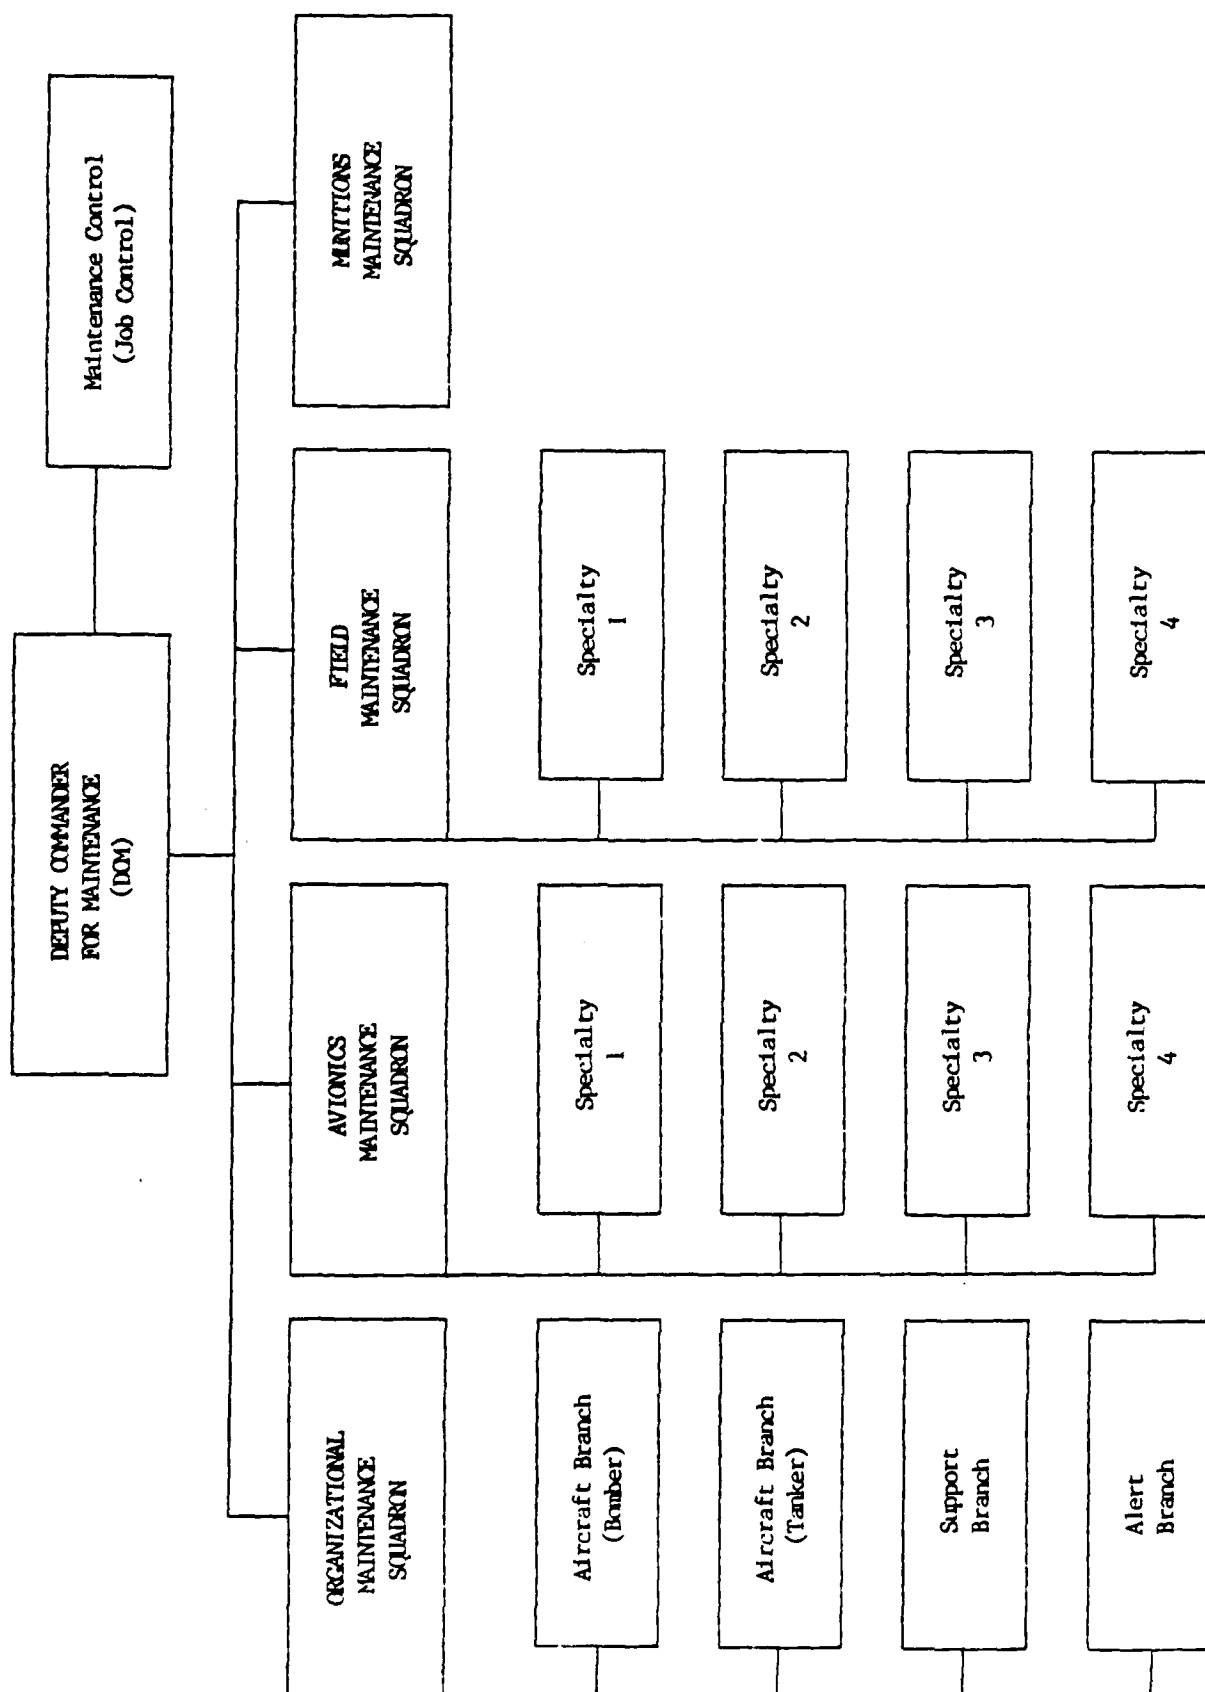 DEPUTY COMMANDER
FOR MAINTENANCE
(DCM)
Maintenance Control
(Job Control)
ORGANIZATIONAL
MAINTENANCE
SQUADRON
AVIONICS
MAINTENANCE
SQUADRON
FIELD
MAINTENANCE
SQUADRON
MUNITIONS
MAINTENANCE
SQUADRON
Aircraft Branch
(Bomber)
Specialty
1
Specialty
1
Aircraft Branch
(Tanker)
Specialty
2
Specialty
2
Support
Branch
Specialty
3
Specialty
3
Alert
Branch
Specialty
4
Specialty
4